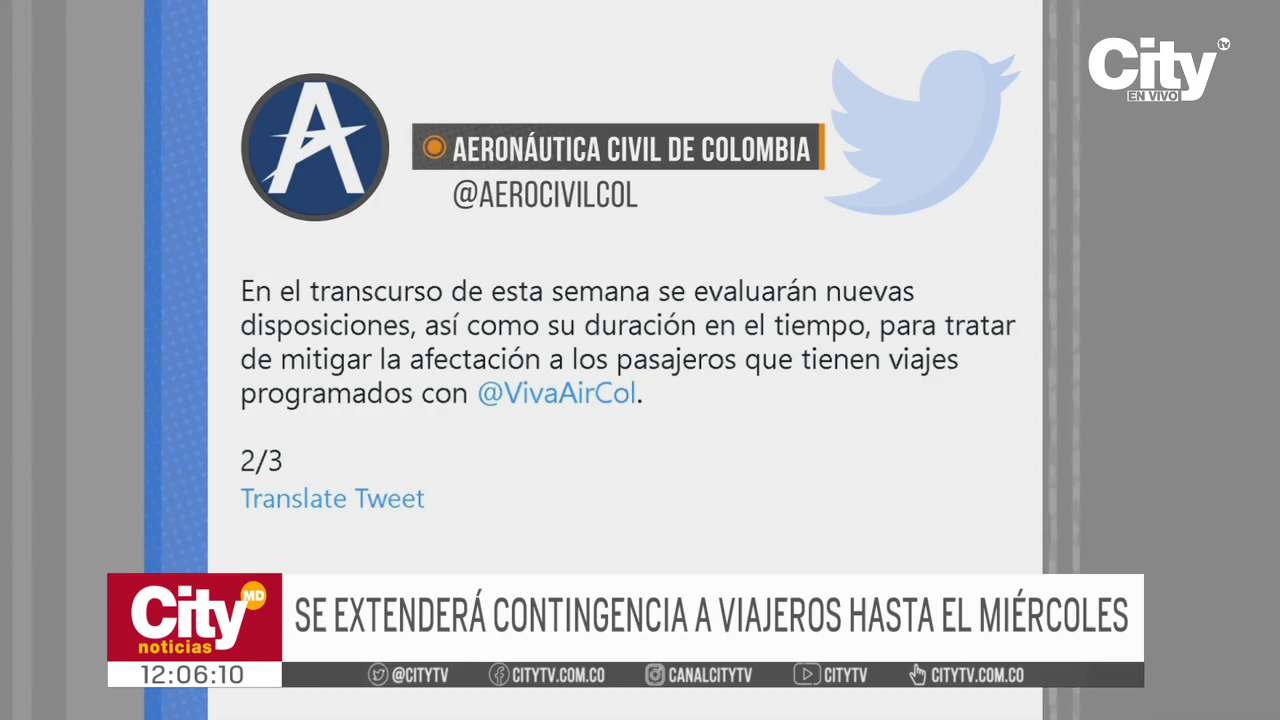 City tv
EN VIVO
AERONÁUTICA CIVIL DE COLOMBIA
@AEROCIVILCOL
En el transcurso de esta semana se evaluarán nuevas
disposiciones, así como su duración en el tiempo, para tratar
de mitigar la afectación a los pasajeros que tienen viajes
programados con @VivaAirCol.
2/3
Translate Tweet
City MD
noticias
SE EXTENDERÁ CONTINGENCIA A VIAJEROS HASTA EL MIÉRCOLES
12:06:10
@CITYTV CITYTV.COM.CO CANALCITYTV CITYTV CITYTV.COM.CO